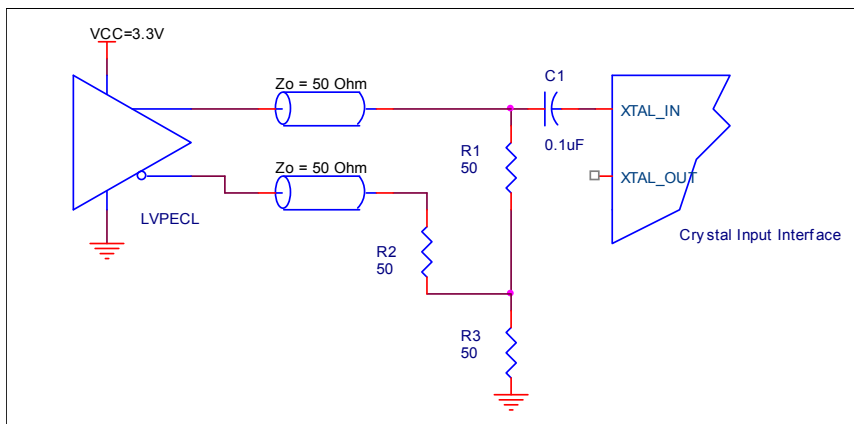 VCC=3.3V
Zo = 50 Ohm
C1
0.1uF
XTAL_IN
R1
50
Zo = 50 Ohm
XTAL_OUT
LVPECL
Crystal Input Interface
R2
50
R3
50